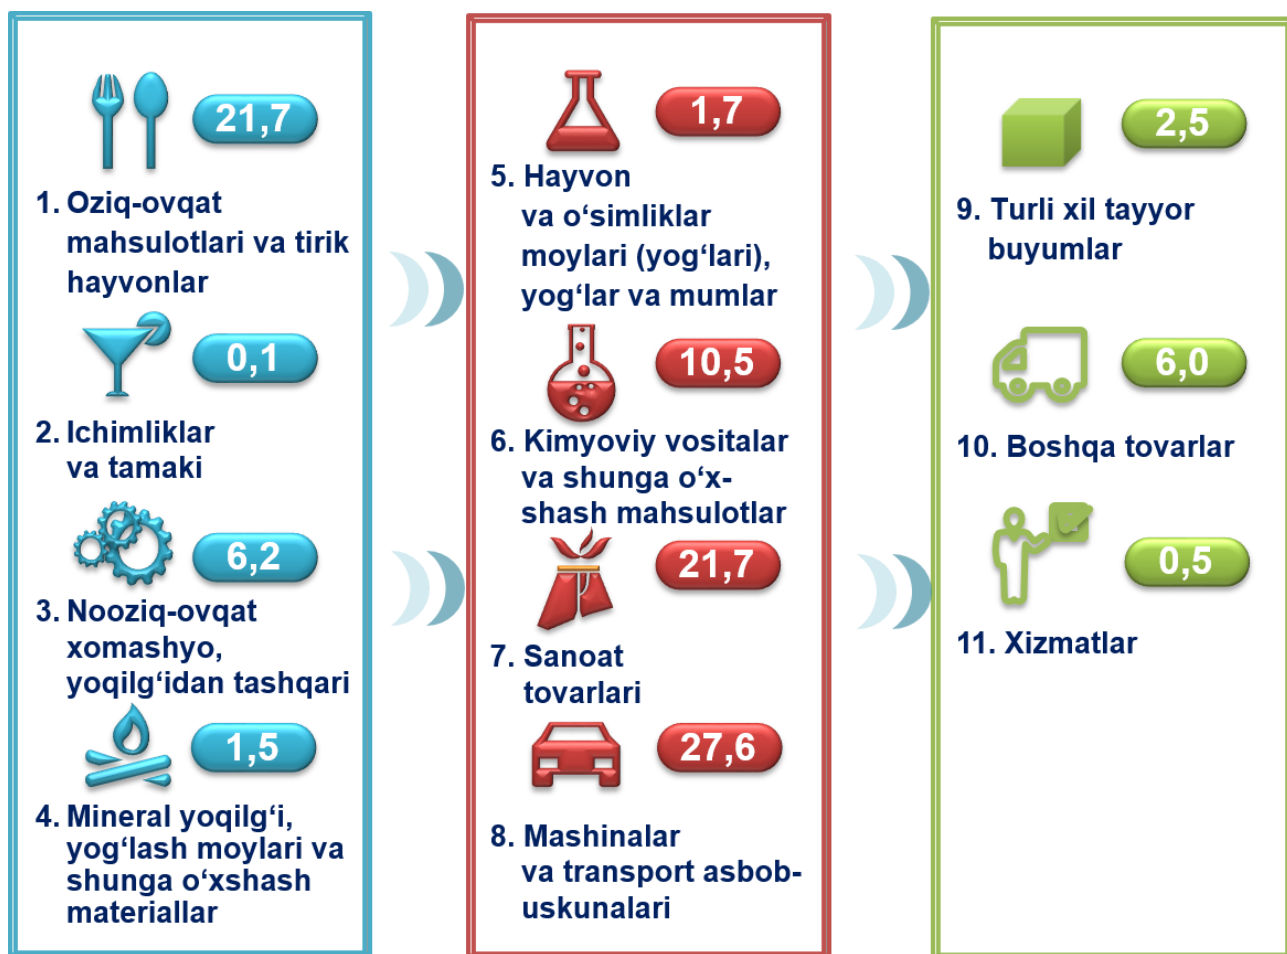 21,7
1. Oziq-ovqat
mahsulotlari va tirik
hayvonlar
0,1
2. Ichimliklar
va tamaki
6,2
3. Nooziq-ovqat
xomashyo,
yoqilg‘idan tashqari
1,5
4. Mineral yoqilg‘i,
yog‘lash moylari va
shunga o‘xshash
materiallar
1,7
5. Hayvon
va o‘simliklar
moylari (yog‘lari),
yog‘lar va mumlar
10,5
6. Kimyoviy vositalar
va shunga o‘x-
shash mahsulotlar
21,7
7. Sanoat
tovarlari
27,6
8. Mashinalar
va transport asbob-
uskunalari
2,5
9. Turli xil tayyor
buyumlar
6,0
10. Boshqa tovarlar
0,5
11. Xizmatlar